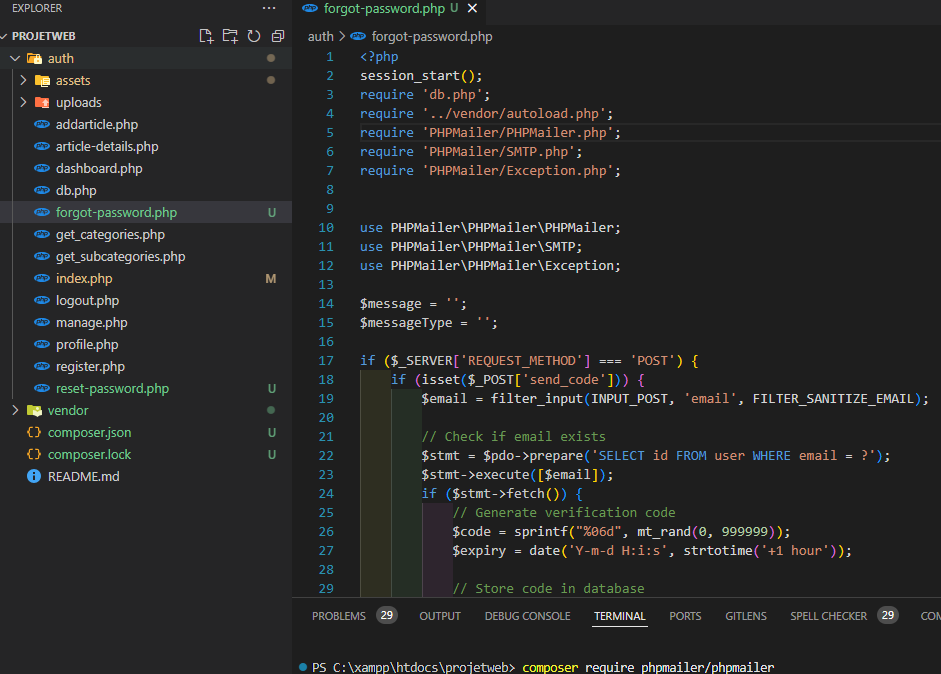 EXPLORER
PROJETWEB
auth
assets
uploads
addarticle.php
article-details.php
dashboard.php
db.php
forgot-password.php U
get_categories.php
get_subcategories.php
index.php M
logout.php
manage.php
profile.php
register.php
reset-password.php U
vendor
composer.json U
composer.lock U
README.md
forgot-password.php U
auth > forgot-password.php
1 <?php
2 session_start();
3 require 'db.php';
4 require '../vendor/autoload.php';
5 require 'PHPMailer/PHPMailer.php';
6 require 'PHPMailer/SMTP.php';
7 require 'PHPMailer/Exception.php';
8
9
10 use PHPMailer\PHPMailer\PHPMailer;
11 use PHPMailer\PHPMailer\SMTP;
12 use PHPMailer\PHPMailer\Exception;
13
14 $message = '';
15 $messageType = '';
16
17 if ($_SERVER['REQUEST_METHOD'] === 'POST') {
18 if (isset($_POST['send_code'])) {
19 $email = filter_input(INPUT_POST, 'email', FILTER_SANITIZE_EMAIL);
20
21 // Check if email exists
22 $stmt = $pdo->prepare('SELECT id FROM user WHERE email = ?');
23 $stmt->execute([$email]);
24 if ($stmt->fetch()) {
25 // Generate verification code
26 $code = sprintf("%06d", mt_rand(0, 999999));
27 $expiry = date('Y-m-d H:i:s', strtotime('+1 hour'));
28
29 // Store code in database
PROBLEMS 29 OUTPUT DEBUG CONSOLE TERMINAL PORTS GITLENS SPELL CHECKER 29 COM
PS C:\xampp\htdocs\projetweb> composer require phpmailer/phpmailer